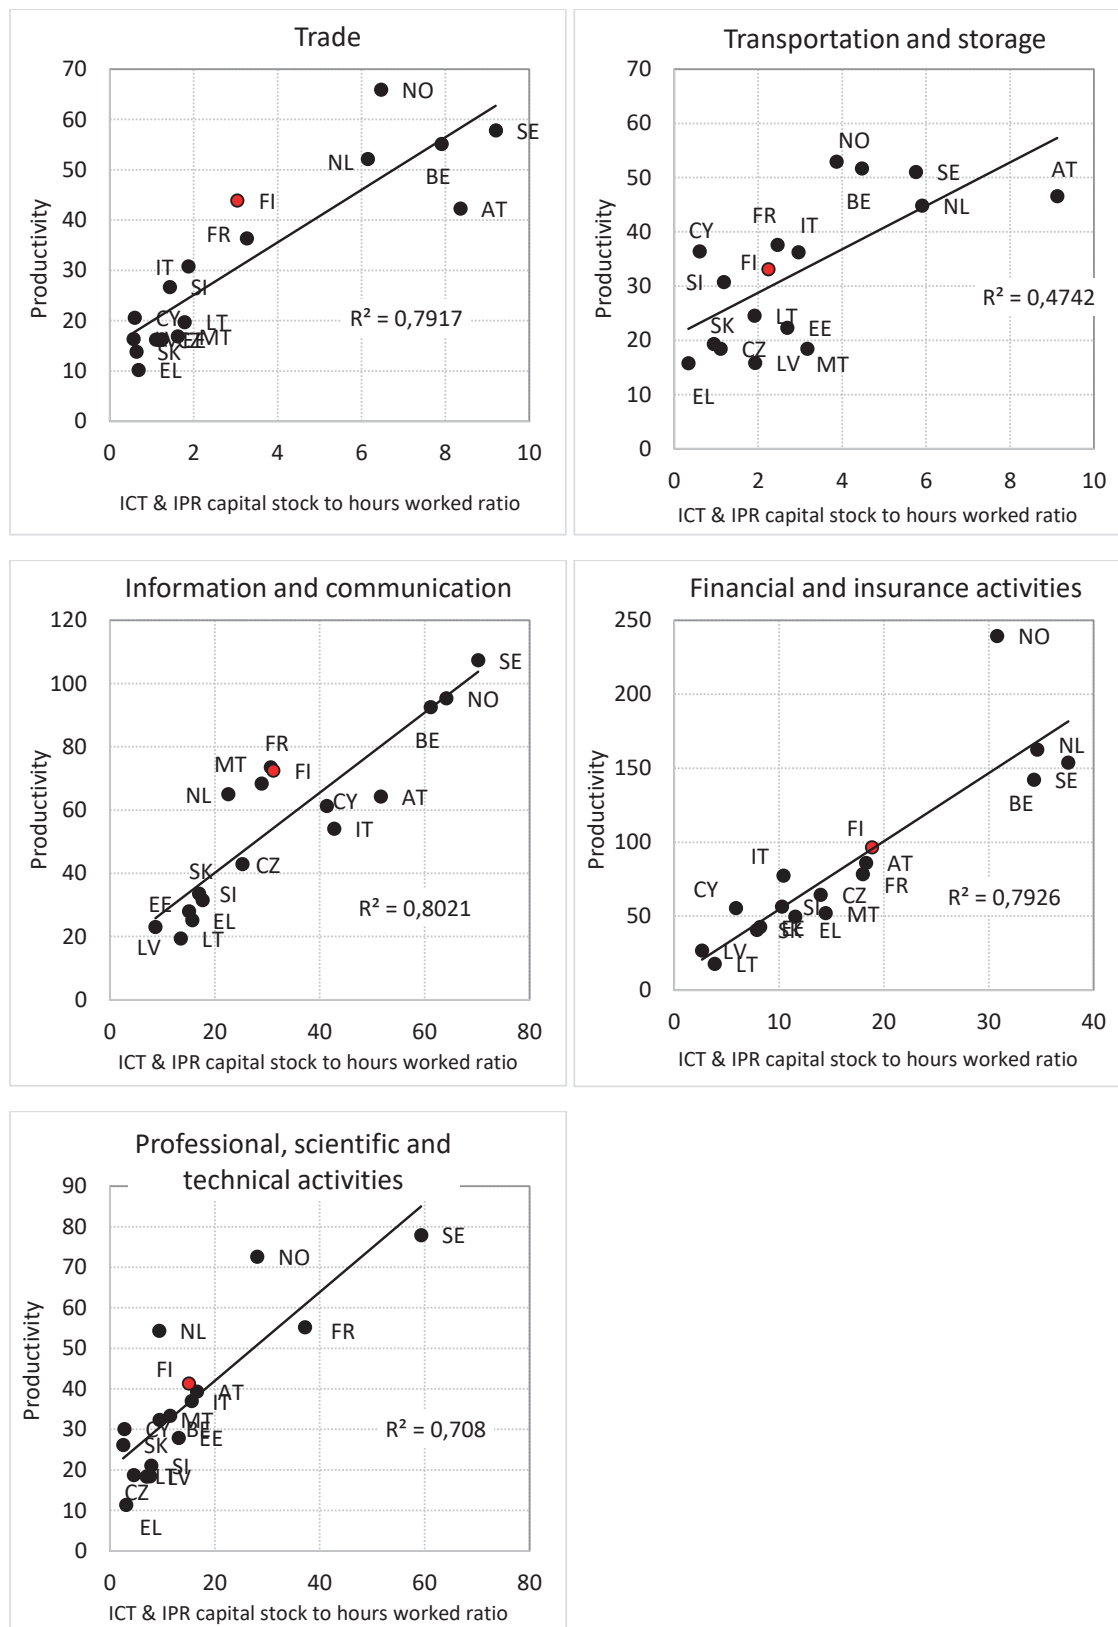 Trade
70
60
50
40
30
20
10
0
Productivity
NO
SE
NL
BE
FI
AT
FR
IT
SI
CY
LT
MT
SK
EL
R² = 0,7917
0 2 4 6 8 10
ICT & IPR capital stock to hours worked ratio
Transportation and storage
70
60
50
40
30
20
10
0
Productivity
NO
BE
SE
AT
NL
FR
IT
CY
FI
SI
R² = 0,4742
SK
LT
EE
CZ
LV
MT
EL
0 2 4 6 8 10
ICT & IPR capital stock to hours worked ratio
Information and communication
120
100
80
60
40
20
0
Productivity
SE
NO
BE
FR
MT
FI
NL
CY
AT
IT
CZ
SK
SI
EE
EL
LV
LT
R² = 0,8021
0 20 40 60 80
ICT & IPR capital stock to hours worked ratio
Financial and insurance activities
250
200
150
100
50
0
Productivity
NO
NL
SE
BE
FI
IT
AT
FR
CY
CZ
SI
MT
EL
SK
EE
LV
LT
R² = 0,7926
0 10 20 30 40
ICT & IPR capital stock to hours worked ratio
Professional, scientific and
technical activities
90
80
70
60
50
40
30
20
10
0
Productivity
SE
NO
NL
FR
FI
AT
IT
MT
CY
BE
EE
SK
SI
LT
LV
CZ
EL
R² = 0,708
0 20 40 60 80
ICT & IPR capital stock to hours worked ratio